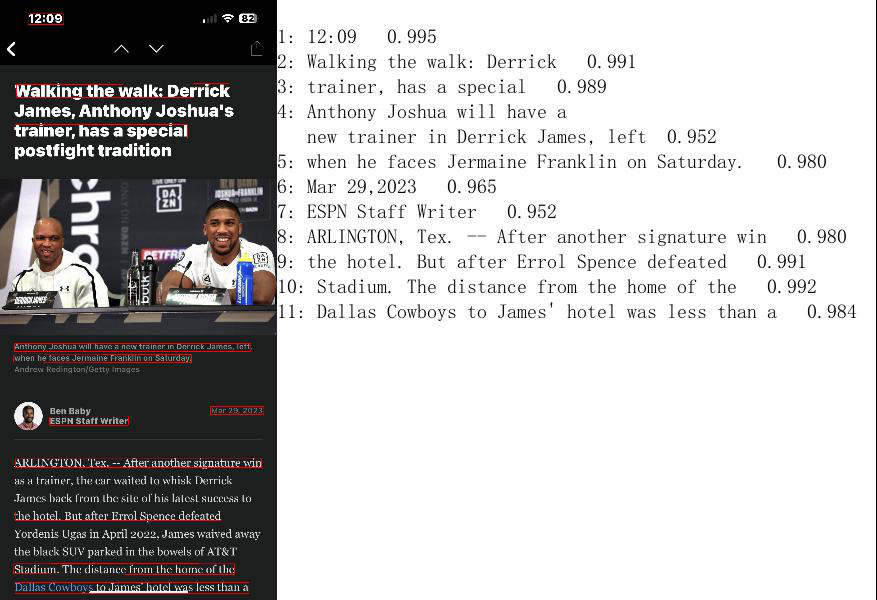 12:09
82
Walking the walk: Derrick
James, Anthony Joshua's
trainer, has a special
postfight tradition
DAZN
JOSHUA FRANKLIN
BETFRED
DERRICK JAMES
Anthony Joshua will have a new trainer in Derrick James, left,
when he faces Jermaine Franklin on Saturday.
Andrew Redington/Getty Images
Ben Baby
ESPN Staff Writer
Mar 29, 2023
ARLINGTON, Tex. -- After another signature win
as a trainer, the car waited to whisk Derrick
James back from the site of his latest success to
the hotel. But after Errol Spence defeated
Yordenis Ugas in April 2022, James waived away
the black SUV parked in the bowels of AT&T
Stadium. The distance from the home of the
Dallas Cowboys to James' hotel was less than a
1: 12:09 0.995
2: Walking the walk: Derrick 0.991
3: trainer, has a special 0.989
4: Anthony Joshua will have a
new trainer in Derrick James, left 0.952
5: when he faces Jermaine Franklin on Saturday. 0.980
6: Mar 29,2023 0.965
7: ESPN Staff Writer 0.952
8: ARLINGTON, Tex. -- After another signature win 0.980
9: the hotel. But after Errol Spence defeated 0.991
10: Stadium. The distance from the home of the 0.992
11: Dallas Cowboys to James' hotel was less than a 0.984